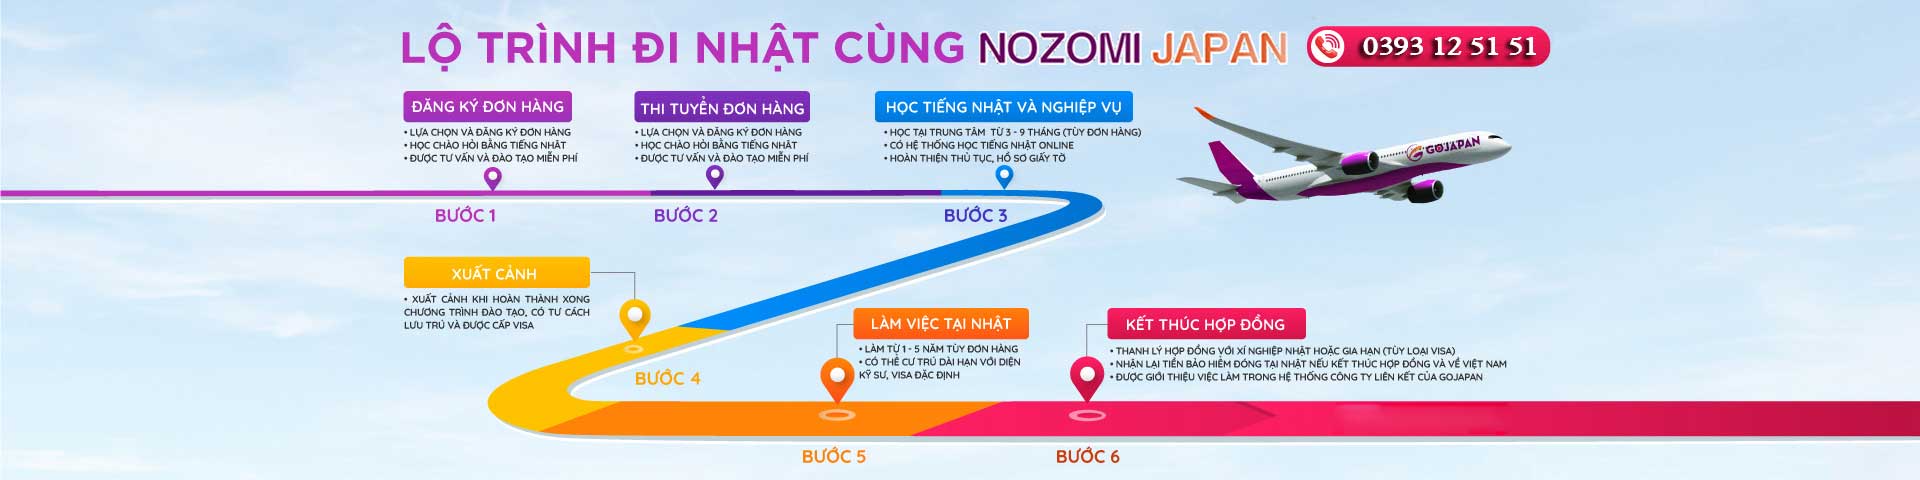 LỘ TRÌNH ĐI NHẬT CÙNG NOZOMI JAPAN 0393 12 51 51
ĐĂNG KÝ ĐƠN HÀNG
• LỰA CHỌN VÀ ĐĂNG KÝ ĐƠN HÀNG
• HỌC CHÀO HỎI BẰNG TIẾNG NHẬT
• ĐƯỢC TƯ VẤN VÀ ĐÀO TẠO MIỄN PHÍ
BƯỚC 1
THI TUYỂN ĐƠN HÀNG
• LỰA CHỌN VÀ ĐĂNG KÝ ĐƠN HÀNG
• HỌC CHÀO HỎI BẰNG TIẾNG NHẬT
• ĐƯỢC TƯ VẤN VÀ ĐÀO TẠO MIỄN PHÍ
BƯỚC 2
HỌC TIẾNG NHẬT VÀ NGHIỆP VỤ
• HỌC TẠI TRUNG TÂM TỪ 3 - 9 THÁNG (TÙY ĐƠN HÀNG)
• CÓ HỆ THỐNG HỌC TIẾNG NHẬT ONLINE
• HOÀN THIỆN THỦ TỤC, HỒ SƠ GIẤY TỜ
BƯỚC 3
GOJAPAN
XUẤT CẢNH
• XUẤT CẢNH KHI HOÀN THÀNH XONG
CHƯƠNG TRÌNH ĐÀO TẠO, CÓ TƯ CÁCH
LƯU TRÚ VÀ ĐƯỢC CẤP VISA
BƯỚC 4
LÀM VIỆC TẠI NHẬT
• LÀM TỪ 1 - 5 NĂM TÙY ĐƠN HÀNG
• CÓ THỂ CƯ TRÚ DÀI HẠN VỚI DIỆN
KỸ SƯ, VISA ĐẶC ĐỊNH
BƯỚC 5
KẾT THÚC HỢP ĐỒNG
• THANH LÝ HỢP ĐỒNG VỚI XÍ NGHIỆP NHẬT HOẶC GIA HẠN (TÙY LOẠI VISA)
• NHẬN LẠI TIỀN BẢO HIỂM ĐÓNG TẠI NHẬT NẾU KẾT THÚC HỢP ĐỒNG VÀ VỀ VIỆT NAM
• ĐƯỢC GIỚI THIỆU VIỆC LÀM TRONG HỆ THỐNG CÔNG TY LIÊN KẾT CỦA GOJAPAN
BƯỚC 6